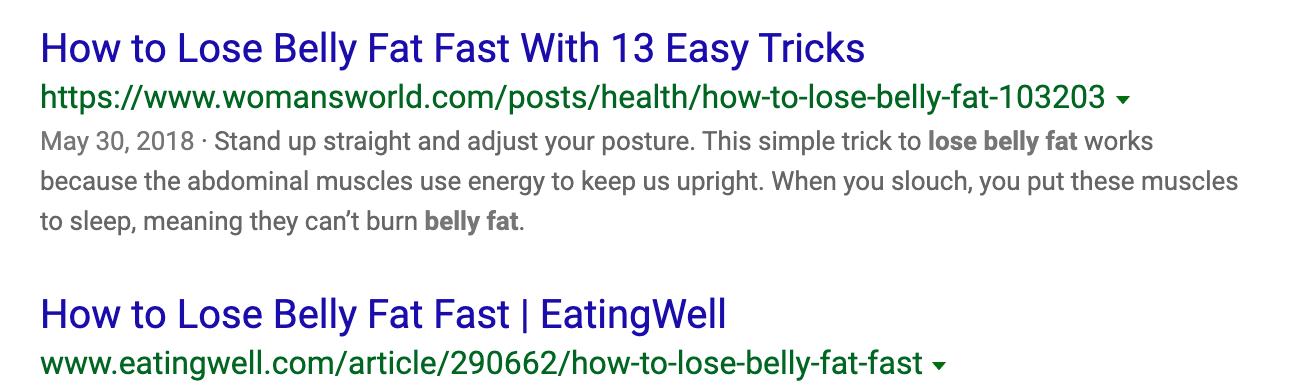 How to Lose Belly Fat Fast With 13 Easy Tricks
https://www.womansworld.com/posts/health/how-to-lose-belly-fat-103203
May 30, 2018 · Stand up straight and adjust your posture. This simple trick to lose belly fat works
because the abdominal muscles use energy to keep us upright. When you slouch, you put these muscles
to sleep, meaning they can’t burn belly fat.
How to Lose Belly Fat Fast | EatingWell
www.eatingwell.com/article/290662/how-to-lose-belly-fat-fast